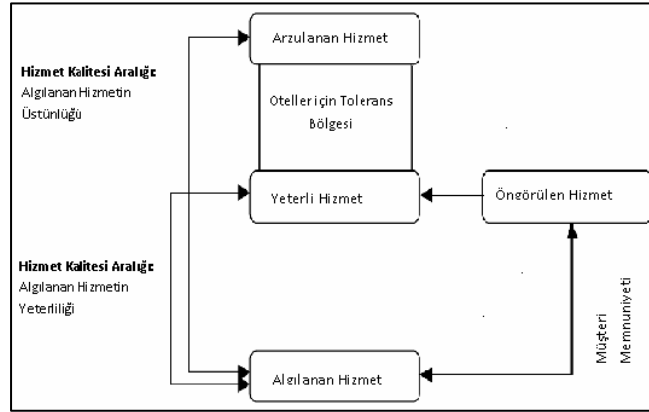 Arzulanan Hizmet
Hizmet Kalitesi Aralığı:
Algılanan Hizmetin
Üstünlüğü
Oteller için Tolerans
Bölgesi
Yeterli Hizmet
Öngörülen Hizmet
Hizmet Kalitesi Aralığı:
Algılanan Hizmetin
Yeterliliği
Müşteri
Memnuniyeti
Algılanan Hizmet